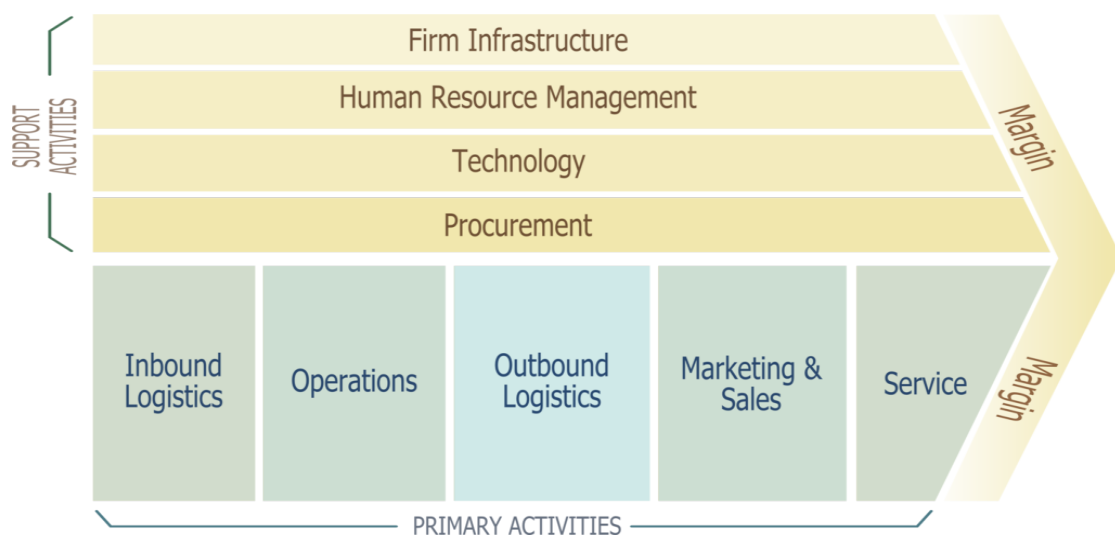 Firm Infrastructure
Human Resource Management
Technology
Procurement
SUPPORT
ACTIVITIES
Margin
Inbound
Logistics
Operations
Outbound
Logistics
Marketing &
Sales
Service
Margin
PRIMARY ACTIVITIES